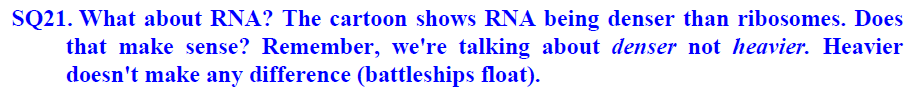 SQ21. What about RNA? The cartoon shows RNA being denser than ribosomes. Does
that make sense? Remember, we're talking about denser not heavier. Heavier
doesn't make any difference (battleships float).